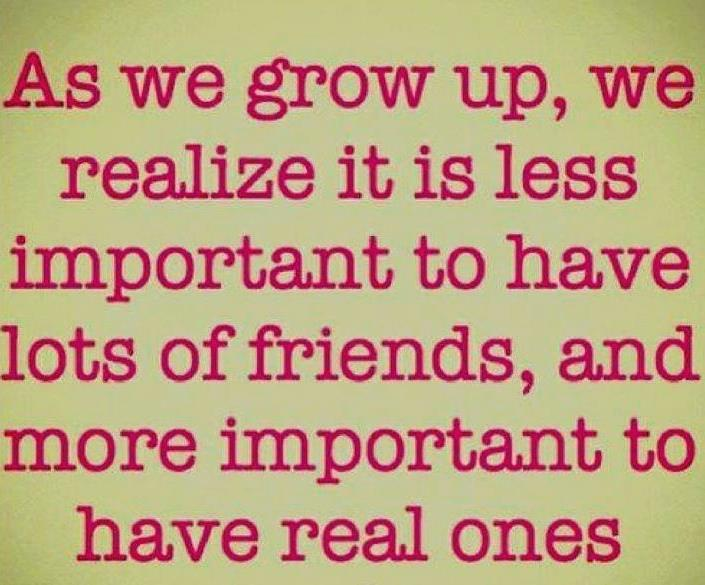 As we grow up, we
realize it is less
important to have
lots of friends, and
more important to
have real ones